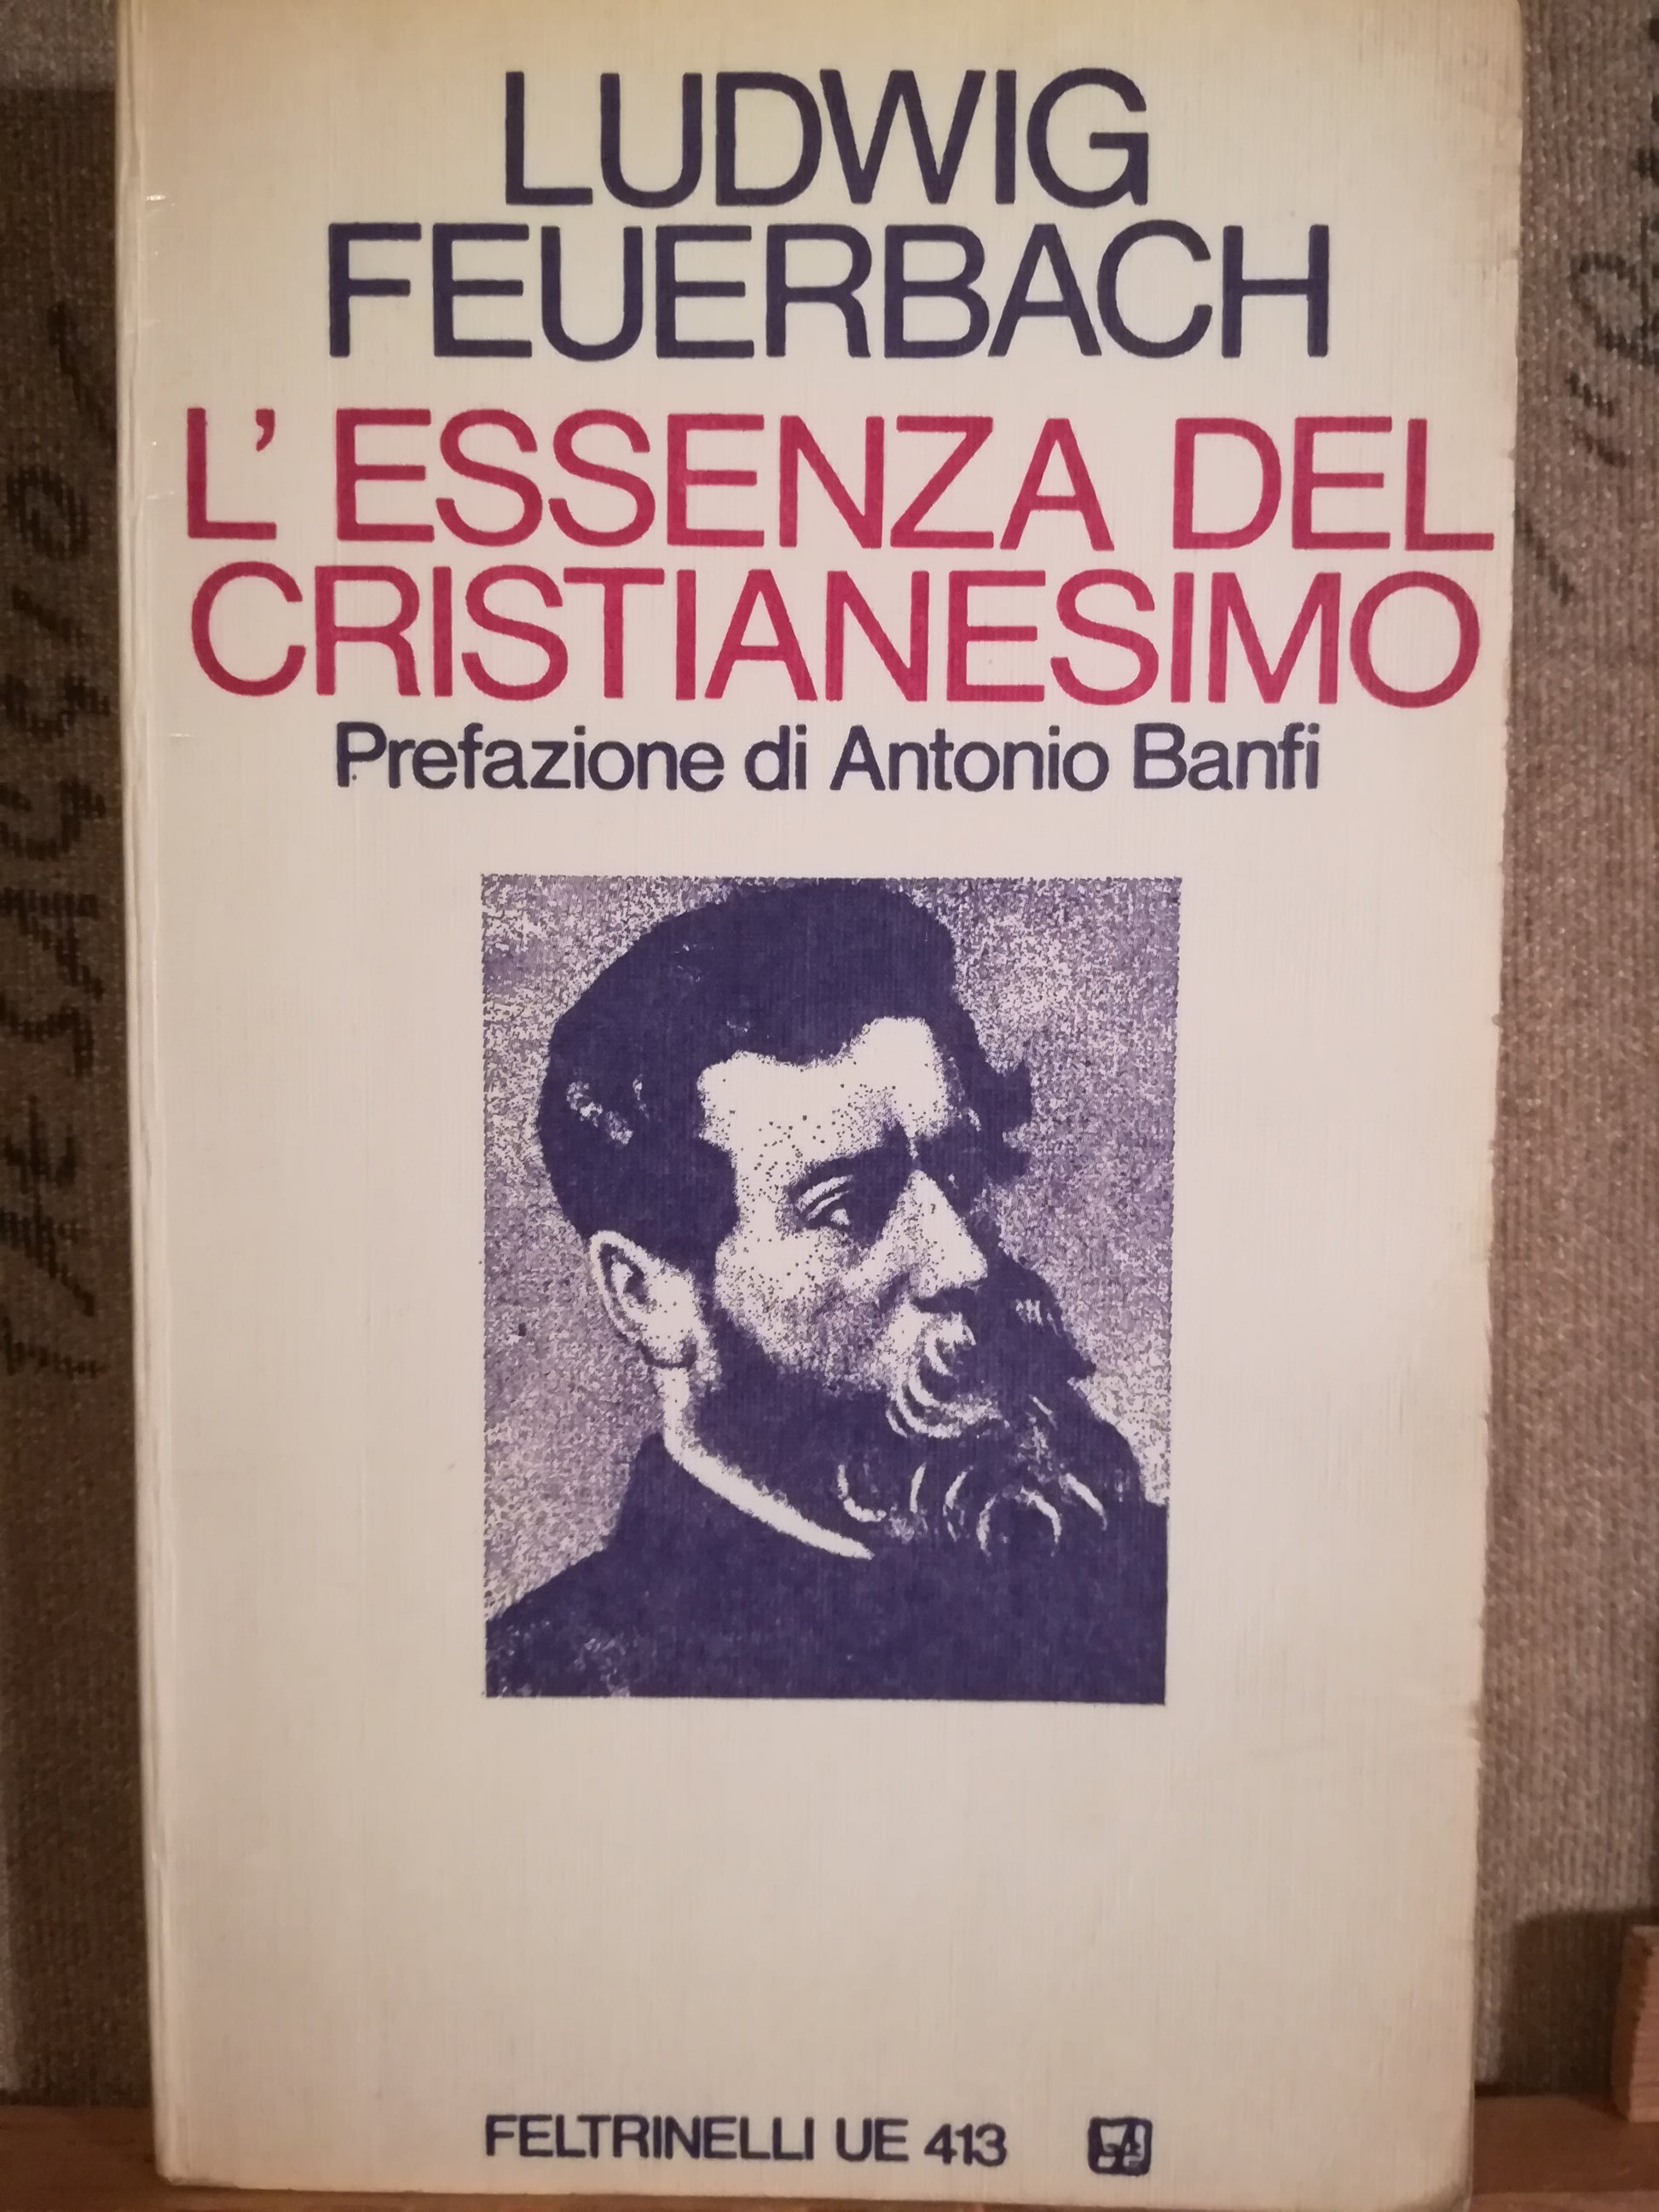 LUDWIG
FEUERBACH
L' ESSENZA DEL
CRISTIANESIMO
Prefazione di Antonio Banfi
FELTRINELLI UE 413